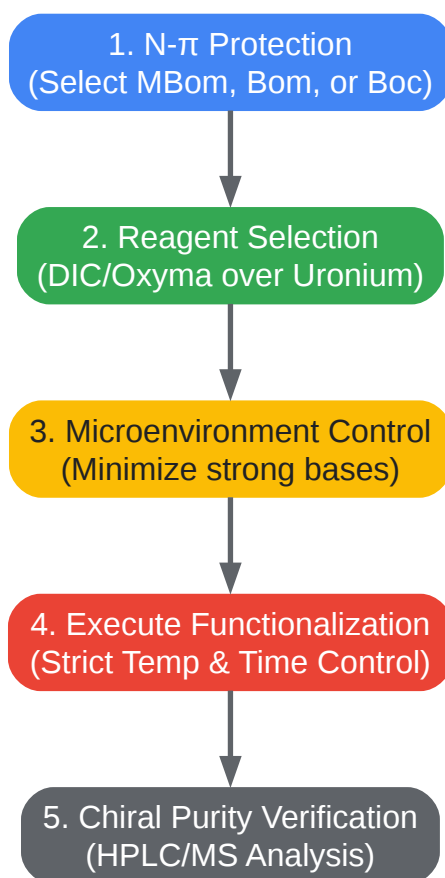 1. N-π Protection
(Select MBom, Bom, or Boc)
2. Reagent Selection
(DIC/Oxyma over Uronium)
3. Microenvironment Control
(Minimize strong bases)
4. Execute Functionalization
(Strict Temp & Time Control)
5. Chiral Purity Verification
(HPLC/MS Analysis)